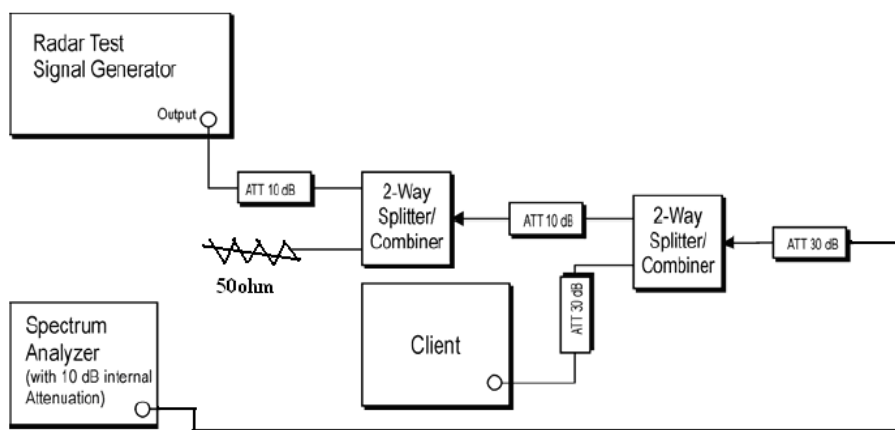 Radar Test
Signal Generator
Output
ATT 10 dB
2-Way
Splitter/
Combiner
ATT 10 dB
2-Way
Splitter/
Combiner
ATT 30 dB
50ohm
ATT 30 dB
Client
Spectrum
Analyzer
(with 10 dB internal
Attenuation)